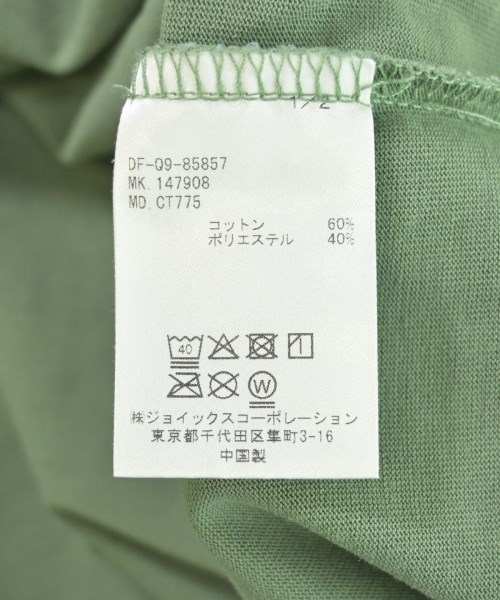 1/2
DF-Q9-85857
MK. 147908
MD. CT775
コットン 60%
ポリエステル 40%
40
W
株ジョイックスコーポレーション
東京都千代田区隼町3-16
中国製